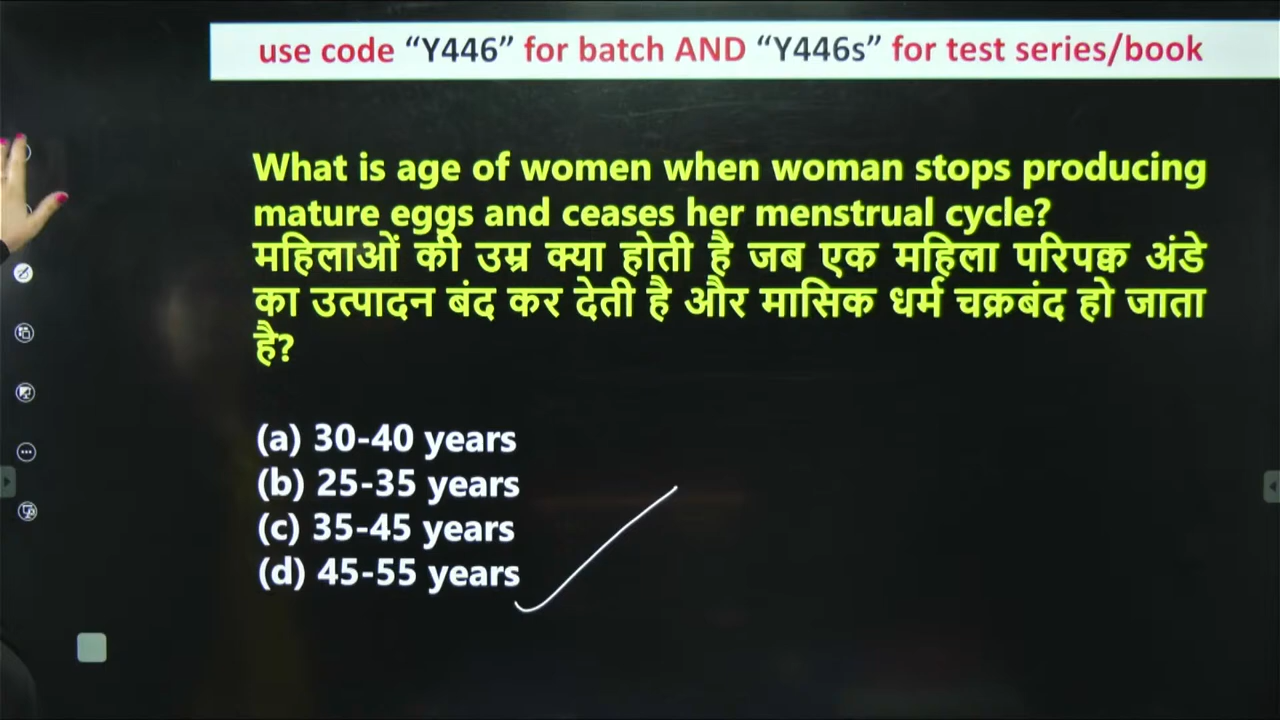 use code “Y446” for batch AND “Y446s” for test series/book
What is age of women when woman stops producing
mature eggs and ceases her menstrual cycle?
महिलाओं की उम्र क्या होती है जब एक महिला परिपक्व अंडे
का उत्पादन बंद कर देती है और मासिक धर्म चक्रबंद हो जाता
है?
(a) 30-40 years
(b) 25-35 years
(c) 35-45 years
(d) 45-55 years